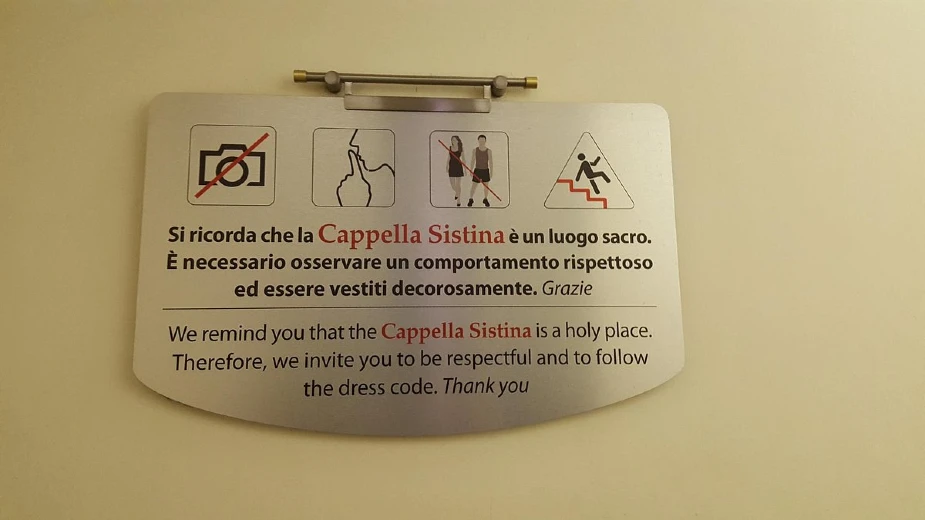 Si ricorda che la Cappella Sistina è un luogo sacro.
È necessario osservare un comportamento rispettoso
ed essere vestiti decorosamente. Grazie
We remind you that the Cappella Sistina is a holy place.
Therefore, we invite you to be respectful and to follow
the dress code. Thank you